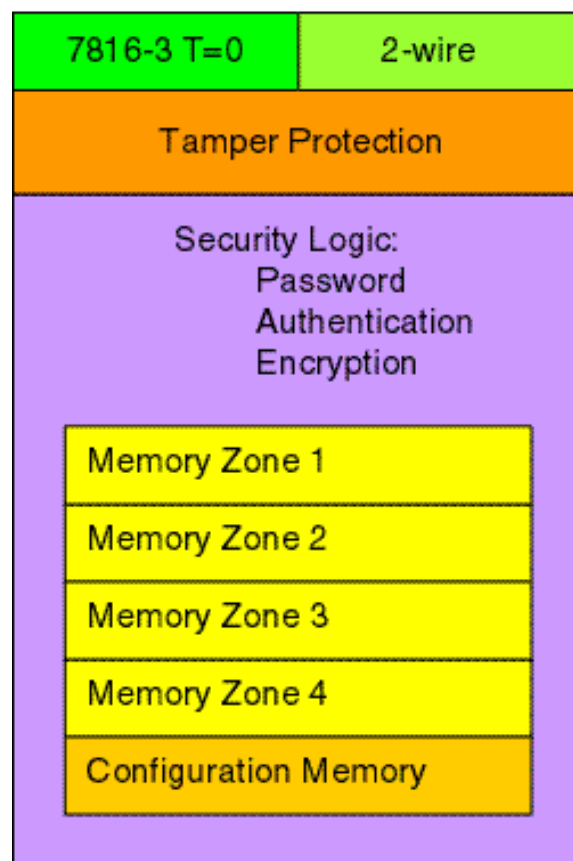 7816-3 T=0
2-wire
Tamper Protection
Security Logic:
Password
Authentication
Encryption
Memory Zone 1
Memory Zone 2
Memory Zone 3
Memory Zone 4
Configuration Memory